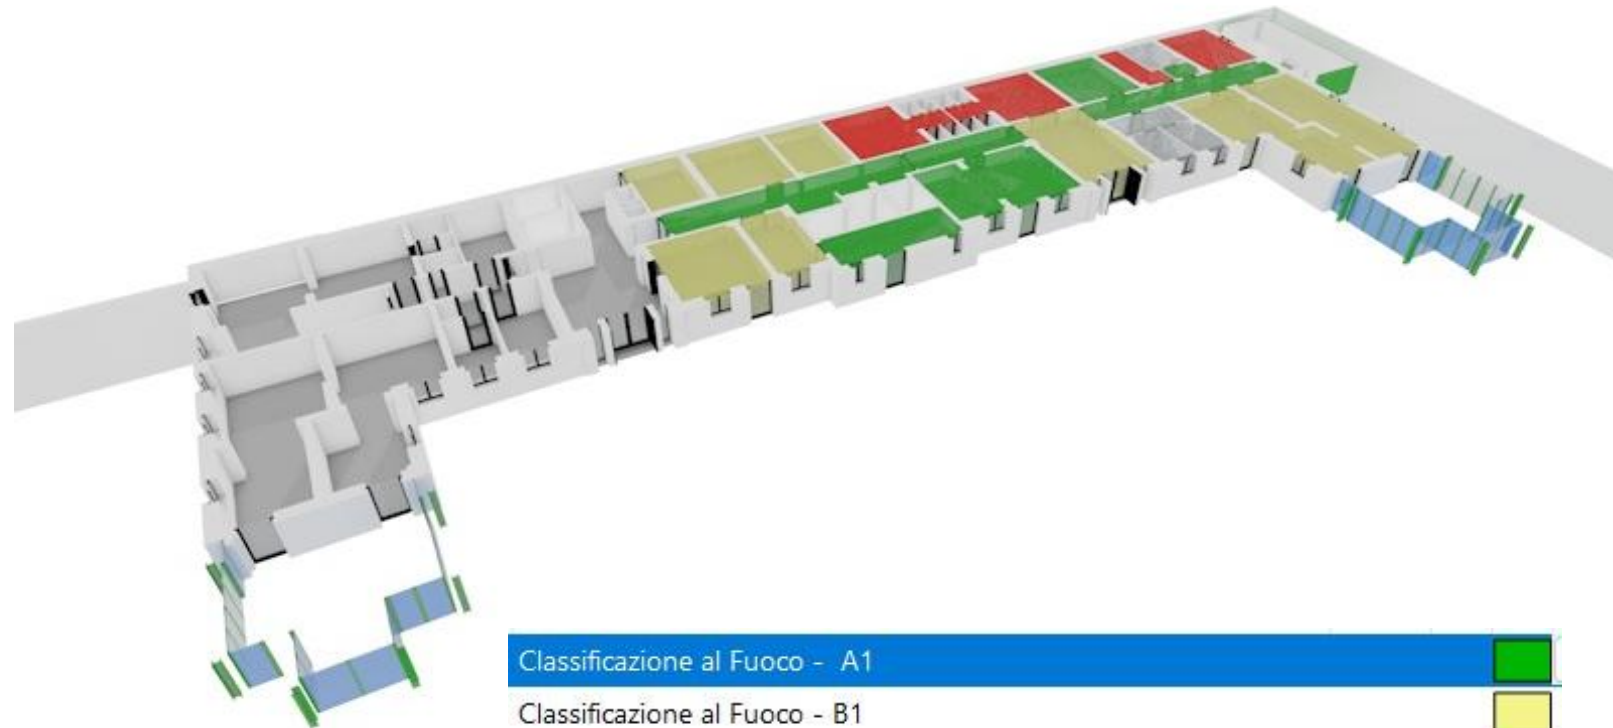 Classificazione al Fuoco - A1
Classificazione al Fuoco - B1